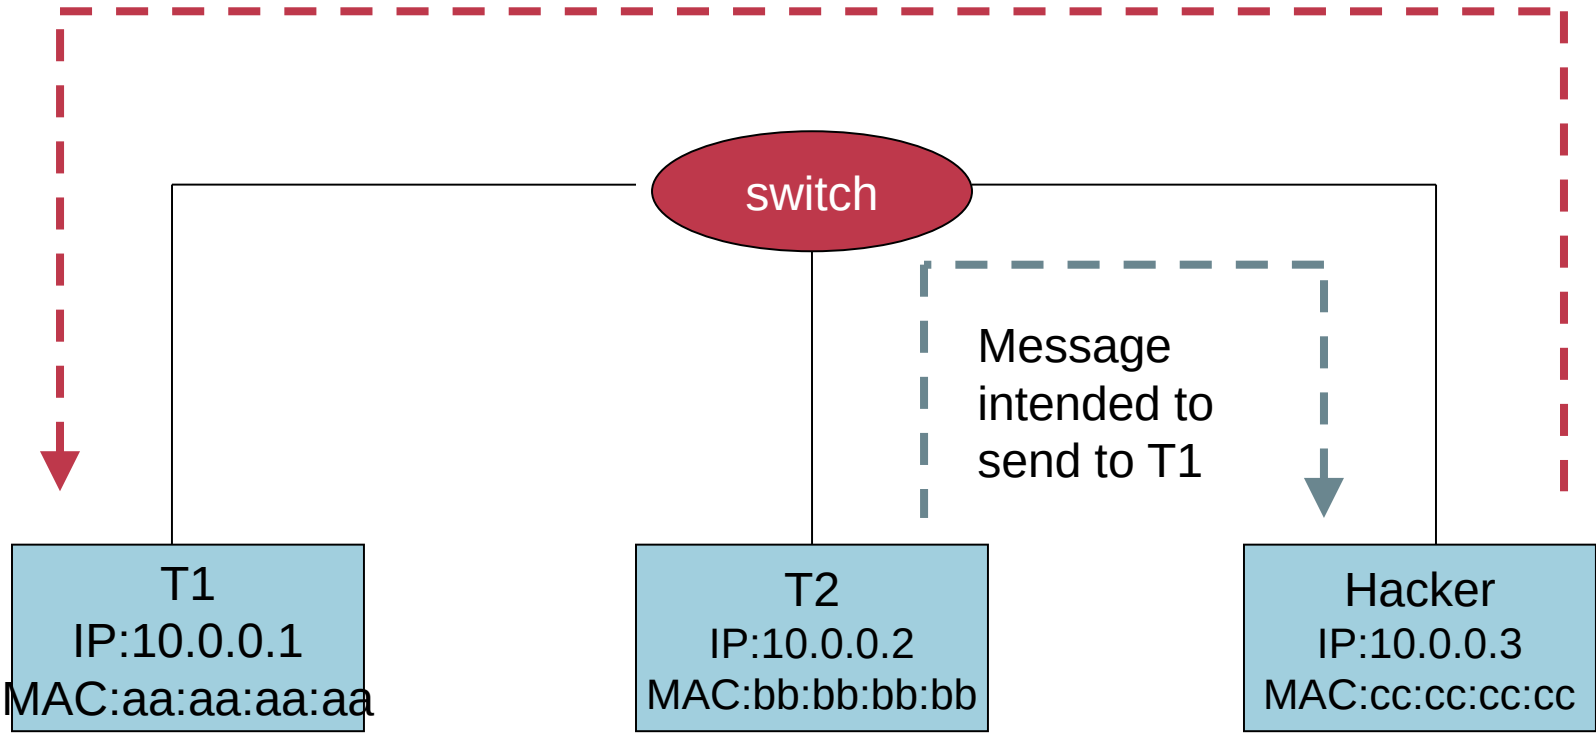 switch
Message
intended to
send to T1
T1
IP:10.0.0.1
MAC:aa:aa:aa:aa
T2
IP:10.0.0.2
MAC:bb:bb:bb:bb
Hacker
IP:10.0.0.3
MAC:cc:cc:cc:cc